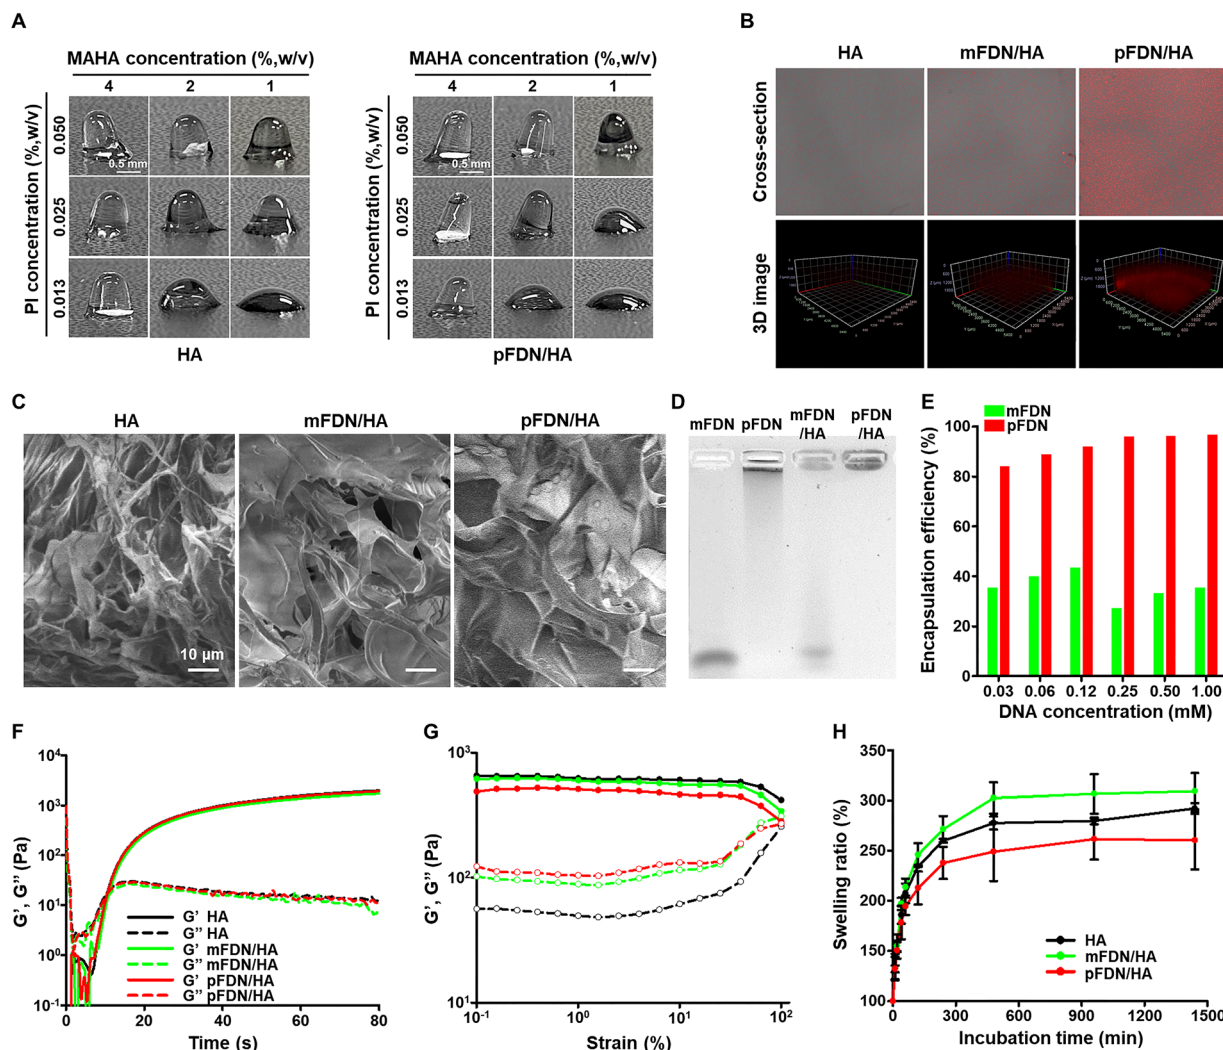 A
MAHA concentration (%,w/v)
4 2 1
PI concentration (%,w/v)
0.050
0.025
0.013
0.5 mm
HA
MAHA concentration (%,w/v)
4 2 1
PI concentration (%,w/v)
0.050
0.025
0.013
0.5 mm
pFDN/HA
B
HA mFDN/HA pFDN/HA
Cross-section
3D image
C
HA mFDN/HA pFDN/HA
10 μm
D
mFDN pFDN mFDN/HA pFDN/HA
E
mFDN
pFDN
Encapsulation efficiency (%)
100
80
60
40
20
0
0.03 0.06 0.12 0.25 0.50 1.00
DNA concentration (mM)
F
G’, G’’ (Pa)
10⁴
10³
10²
10¹
10⁰
10⁻¹
G’ HA
G’’ HA
G’ mFDN/HA
G’’ mFDN/HA
G’ pFDN/HA
G’’ pFDN/HA
0 20 40 60 80
Time (s)
G
G’, G’’ (Pa)
10³
10²
10¹
10⁻¹ 10⁰ 10¹ 10²
Strain (%)
H
Swelling ratio (%)
350
300
250
200
150
100
HA
mFDN/HA
pFDN/HA
0 300 600 900 1200 1500
Incubation time (min)